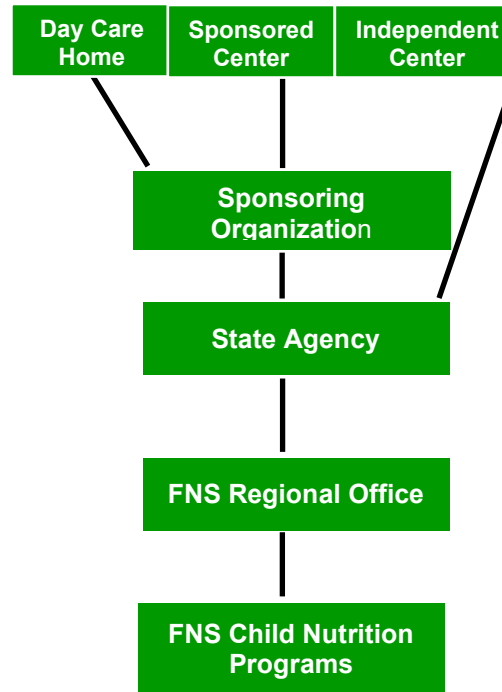 Day Care
Home
Sponsored
Center
Independent
Center
Sponsoring
Organization
State Agency
FNS Regional Office
FNS Child Nutrition
Programs